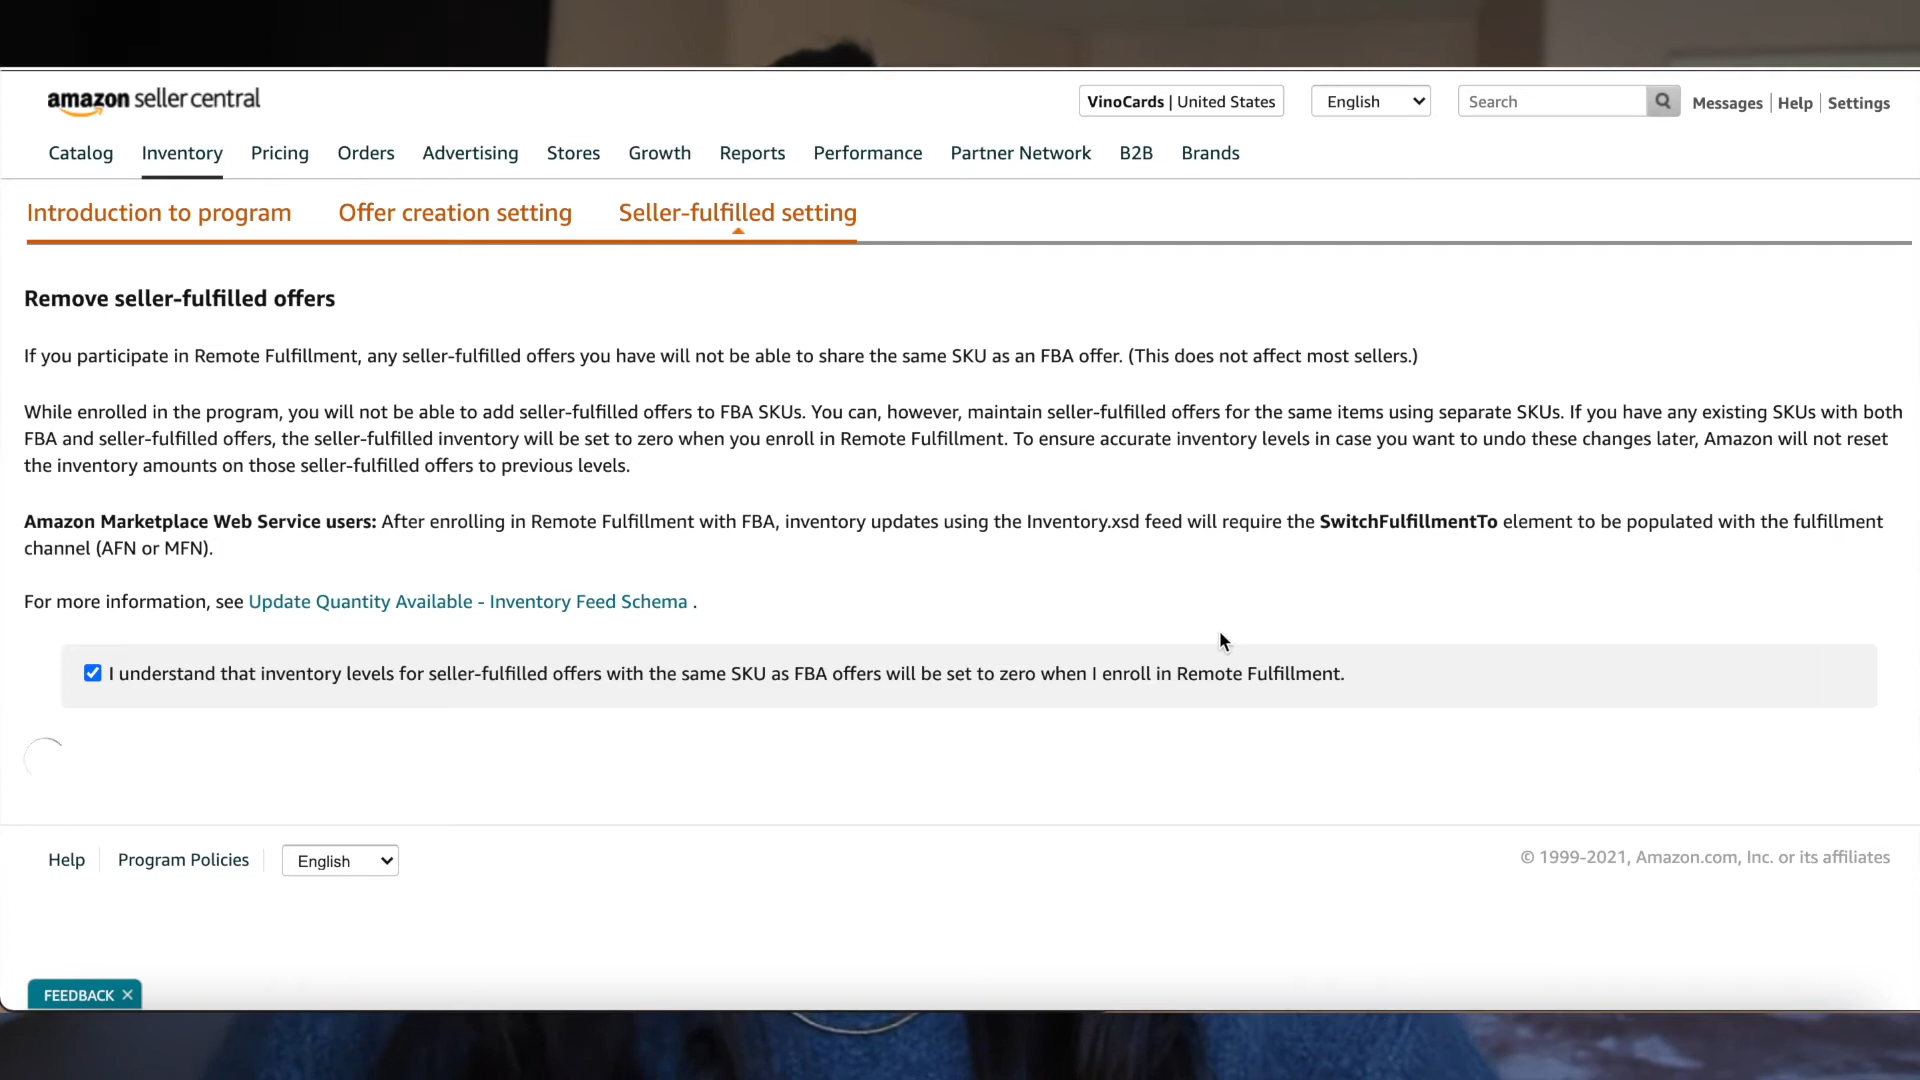 amazon seller central
VinoCards | United States
English
Search
Messages | Help | Settings
Catalog Inventory Pricing Orders Advertising Stores Growth Reports Performance Partner Network B2B Brands
Introduction to program Offer creation setting Seller-fulfilled setting
Remove seller-fulfilled offers
If you participate in Remote Fulfillment, any seller-fulfilled offers you have will not be able to share the same SKU as an FBA offer. (This does not affect most sellers.)
While enrolled in the program, you will not be able to add seller-fulfilled offers to FBA SKUs. You can, however, maintain seller-fulfilled offers for the same items using separate SKUs. If you have any existing SKUs with both
FBA and seller-fulfilled offers, the seller-fulfilled inventory will be set to zero when you enroll in Remote Fulfillment. To ensure accurate inventory levels in case you want to undo these changes later, Amazon will not reset
the inventory amounts on those seller-fulfilled offers to previous levels.
Amazon Marketplace Web Service users: After enrolling in Remote Fulfillment with FBA, inventory updates using the Inventory.xsd feed will require the SwitchFulfillmentTo element to be populated with the fulfillment
channel (AFN or MFN).
For more information, see Update Quantity Available - Inventory Feed Schema .
I understand that inventory levels for seller-fulfilled offers with the same SKU as FBA offers will be set to zero when I enroll in Remote Fulfillment.
Help
Program Policies
English
© 1999-2021, Amazon.com, Inc. or its affiliates
FEEDBACK